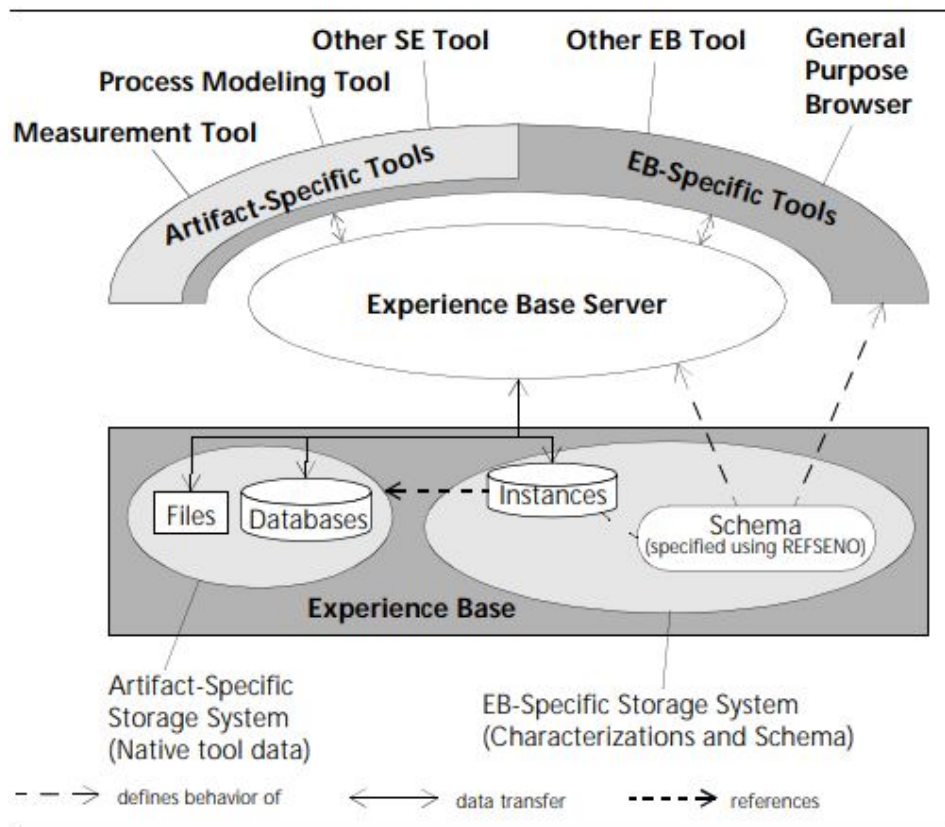 Other SE Tool
Other EB Tool
General
Purpose
Browser
Process Modeling Tool
Measurement Tool
Artifact-Specific Tools
EB-Specific Tools
Experience Base Server
Files
Databases
Instances
Schema
(specified using REFSENO)
Experience Base
Artifact-Specific
Storage System
(Native tool data)
EB-Specific Storage System
(Characterizations and Schema)
defines behavior of
data transfer
references